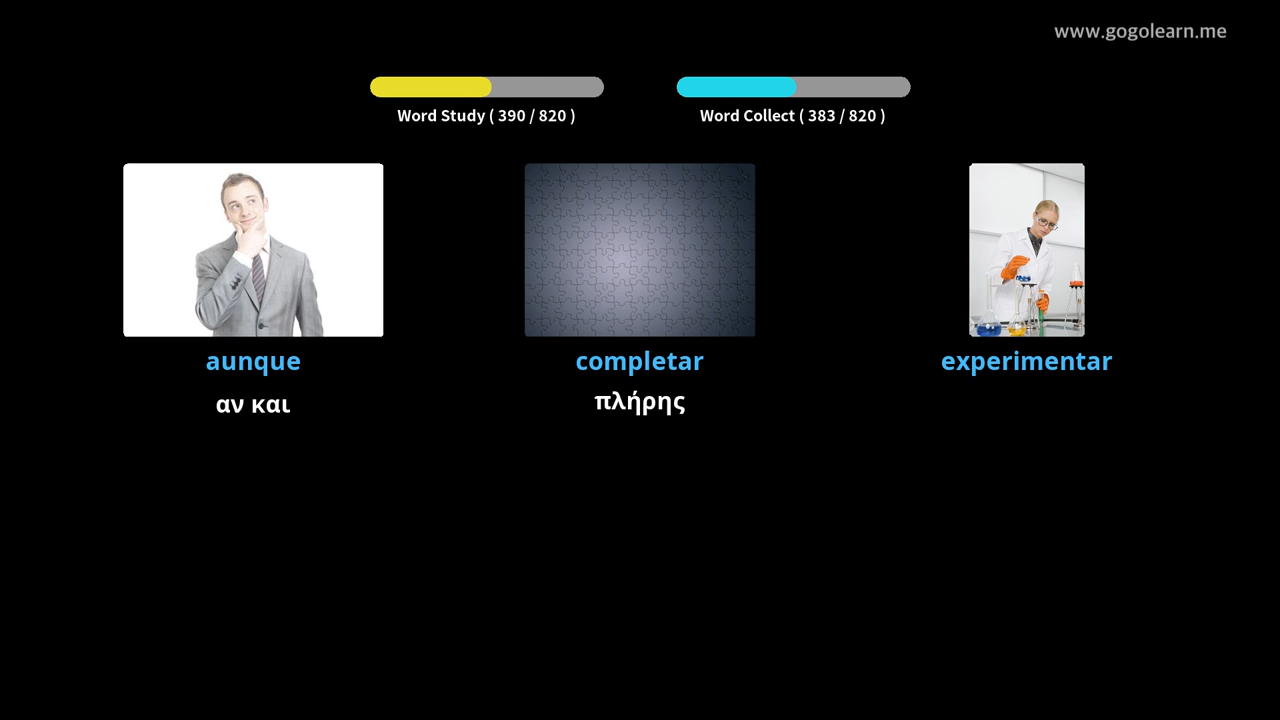 www.gogolearn.me
Word Study ( 390 / 820 )
Word Collect ( 383 / 820 )
aunque
completar
experimentar
αν και
πλήρης